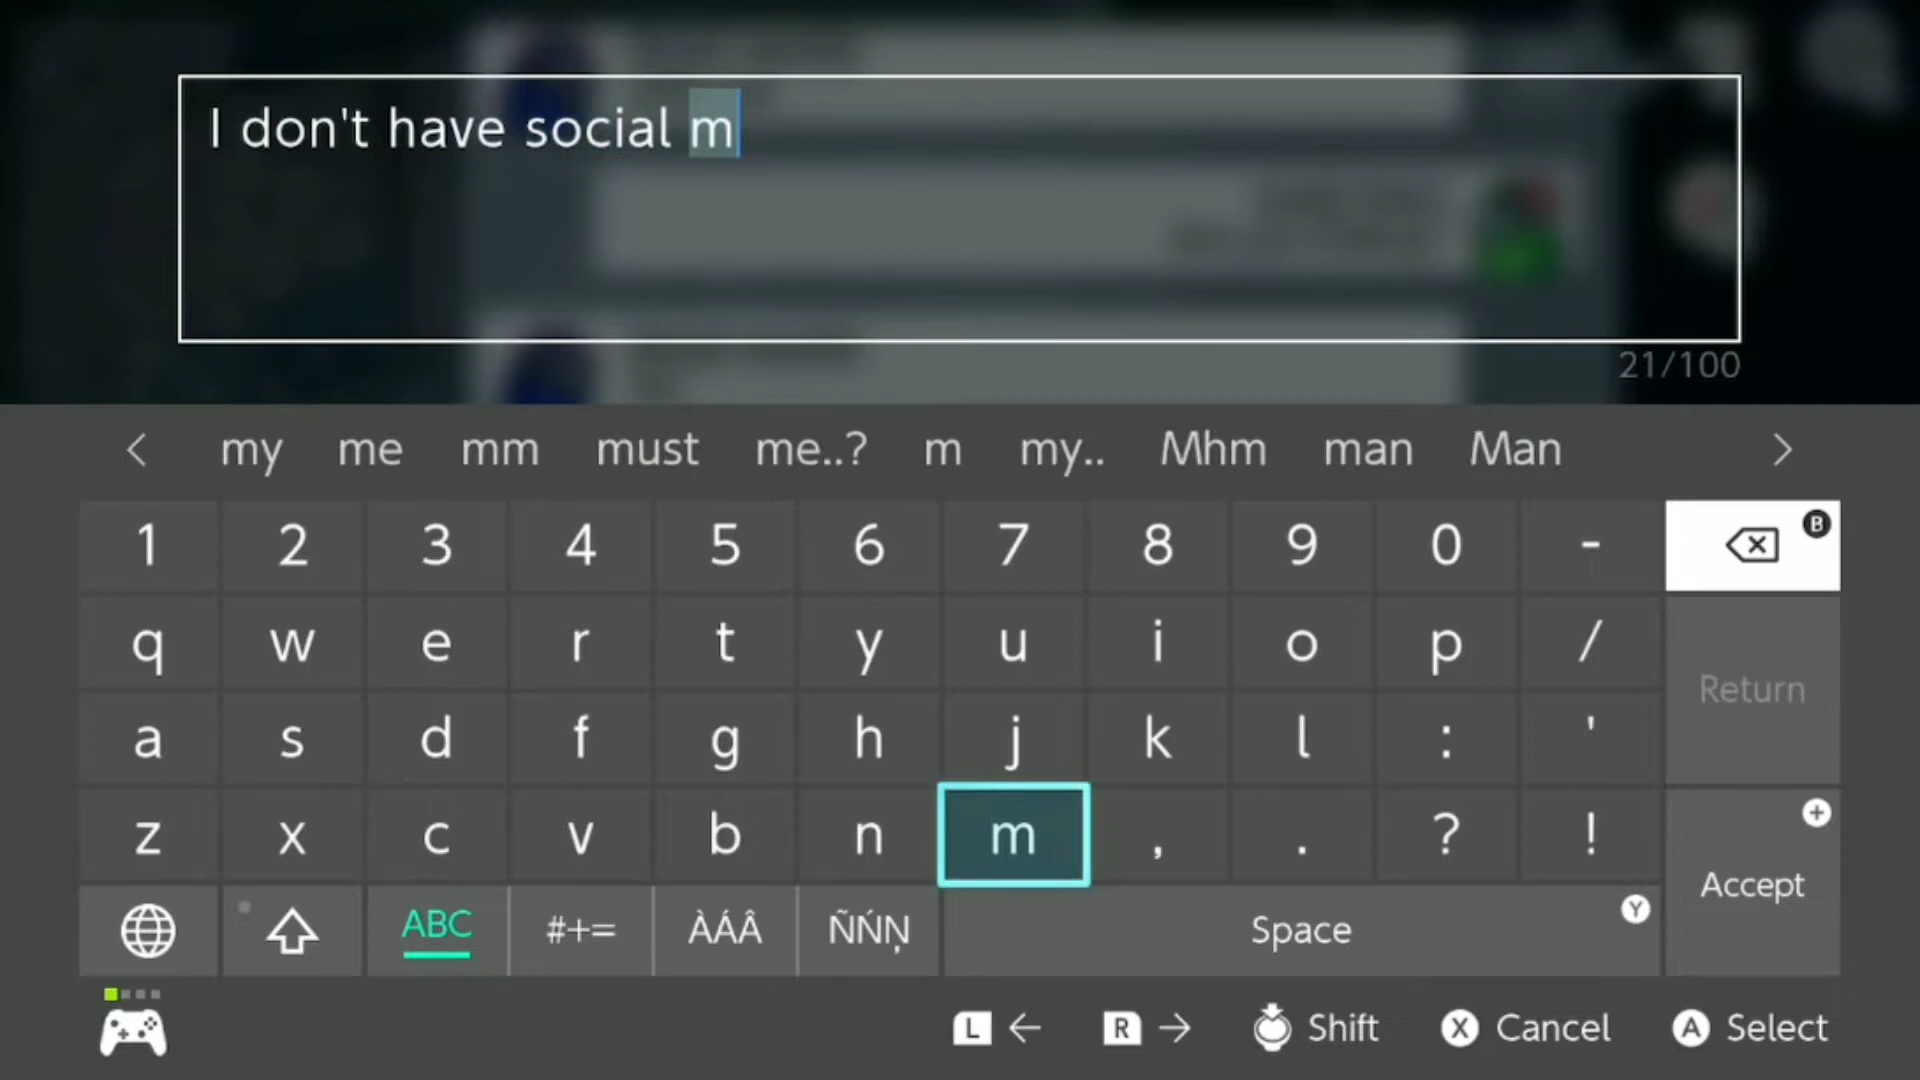 I don't have social m
21/100
< my me mm must me..? m my.. Mhm man Man >
1 2 3 4 5 6 7 8 9 0 - B
q w e r t y u i o p /
Return
a s d f g h j k l : '
z x c v b n m , . ? ! +
Accept
ABC #+= ÀÁÂ ÑŃŅ Space Y
L ← R → Shift X Cancel A Select